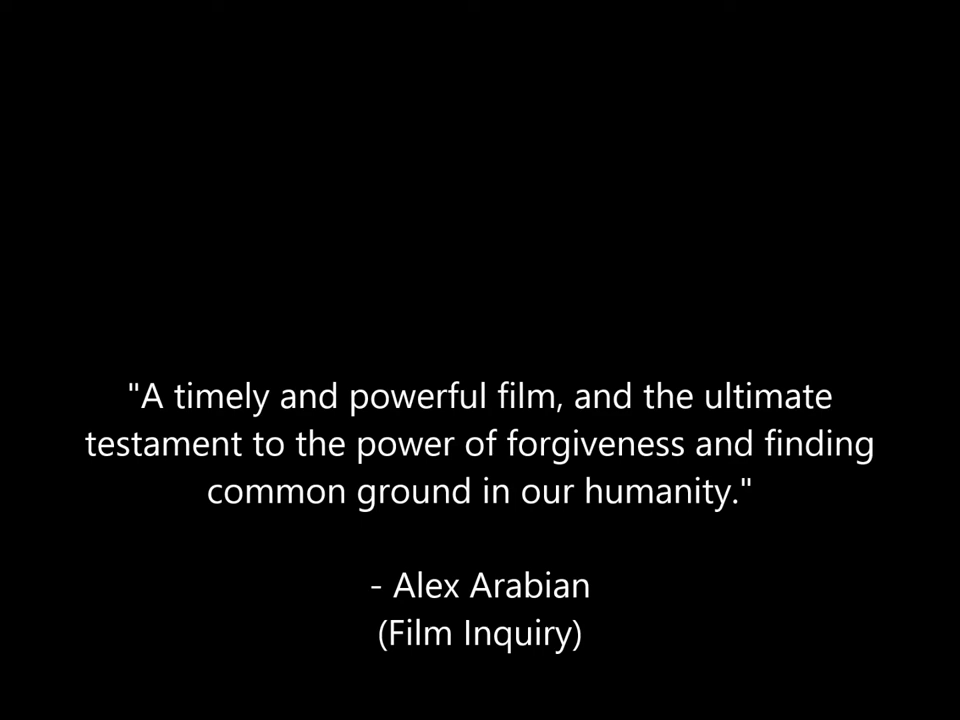 "A timely and powerful film, and the ultimate
testament to the power of forgiveness and finding
common ground in our humanity."
- Alex Arabian
(Film Inquiry)